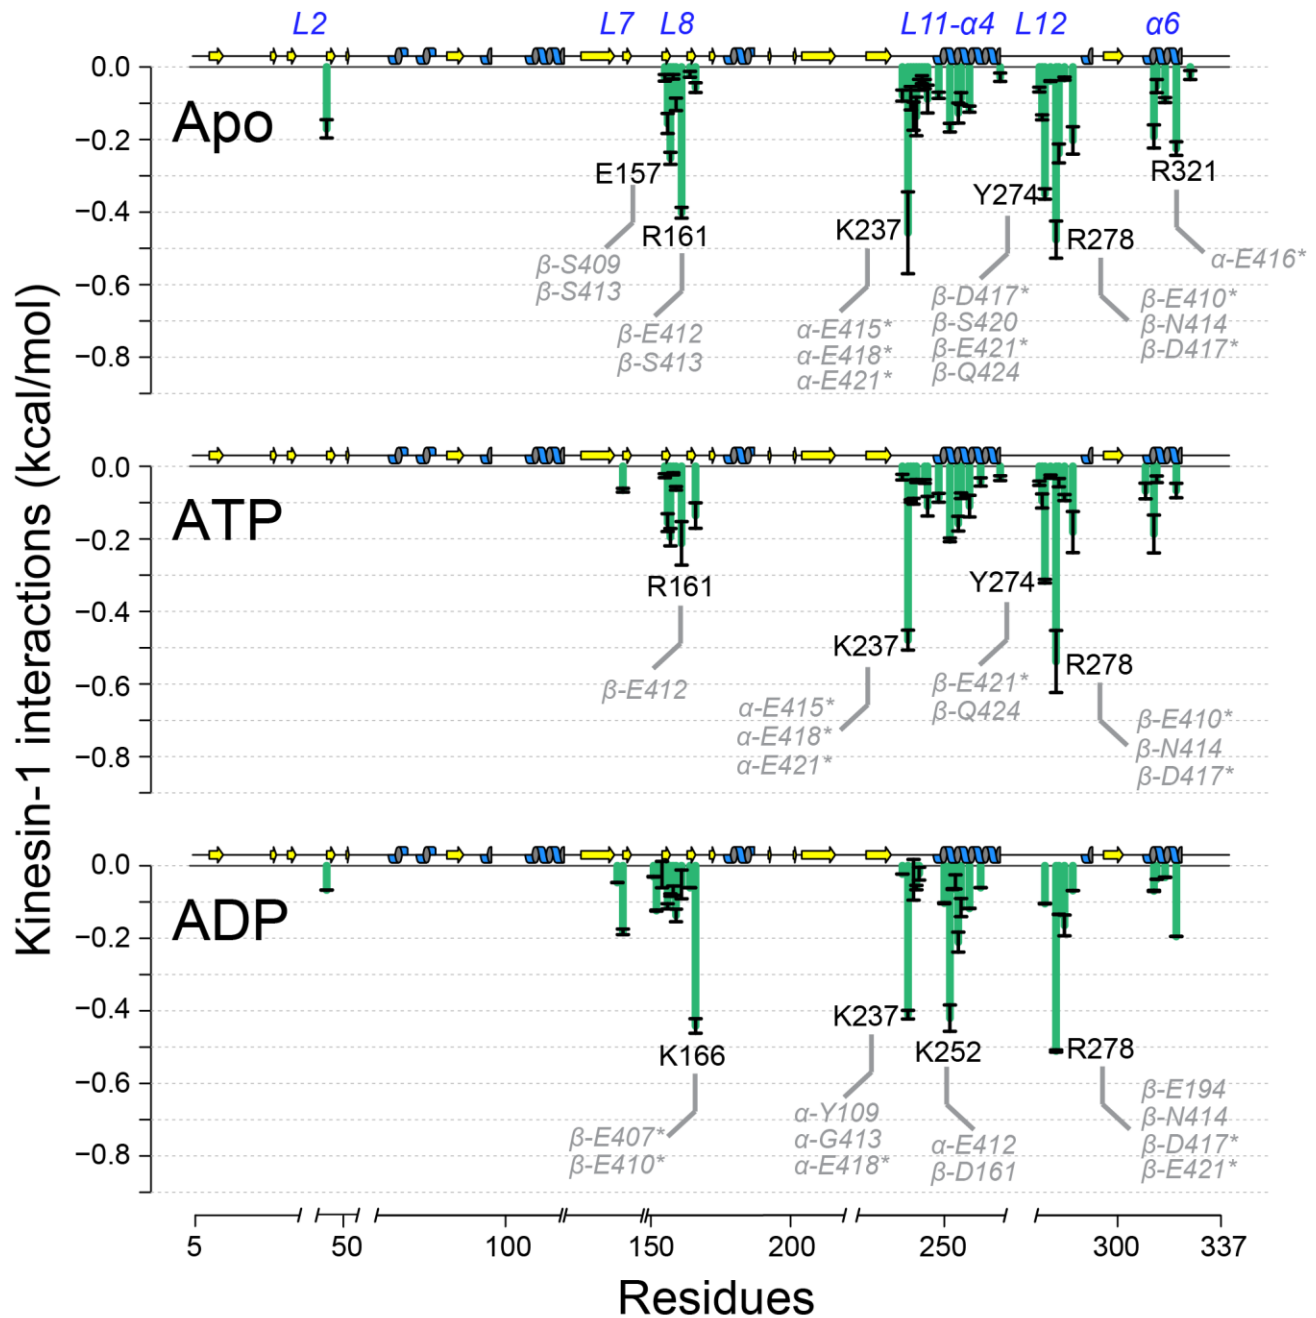 L2 L7 L8 L11-α4 L12 α6
Kinesin-1 interactions (kcal/mol)
0.0
Apo
−0.2
E157
R161
K237
Y274
R278
R321
−0.4
β-S409
β-S413
α-E416*
−0.6
β-E412
β-S413
α-E415*
α-E418*
α-E421*
β-D417*
β-S420
β-E421*
β-Q424
β-E410*
β-N414
β-D417*
−0.8
0.0
ATP
−0.2
R161
Y274
−0.4
K237
R278
−0.6
β-E412
α-E415*
α-E418*
α-E421*
β-E421*
β-Q424
β-E410*
β-N414
β-D417*
−0.8
0.0
ADP
−0.2
−0.4
K166
K237
K252
R278
−0.6
β-E407*
β-E410*
α-Y109
α-G413
α-E418*
α-E412
β-D161
β-E194
β-N414
β-D417*
β-E421*
−0.8
5 50 100 150 200 250 300 337
Residues